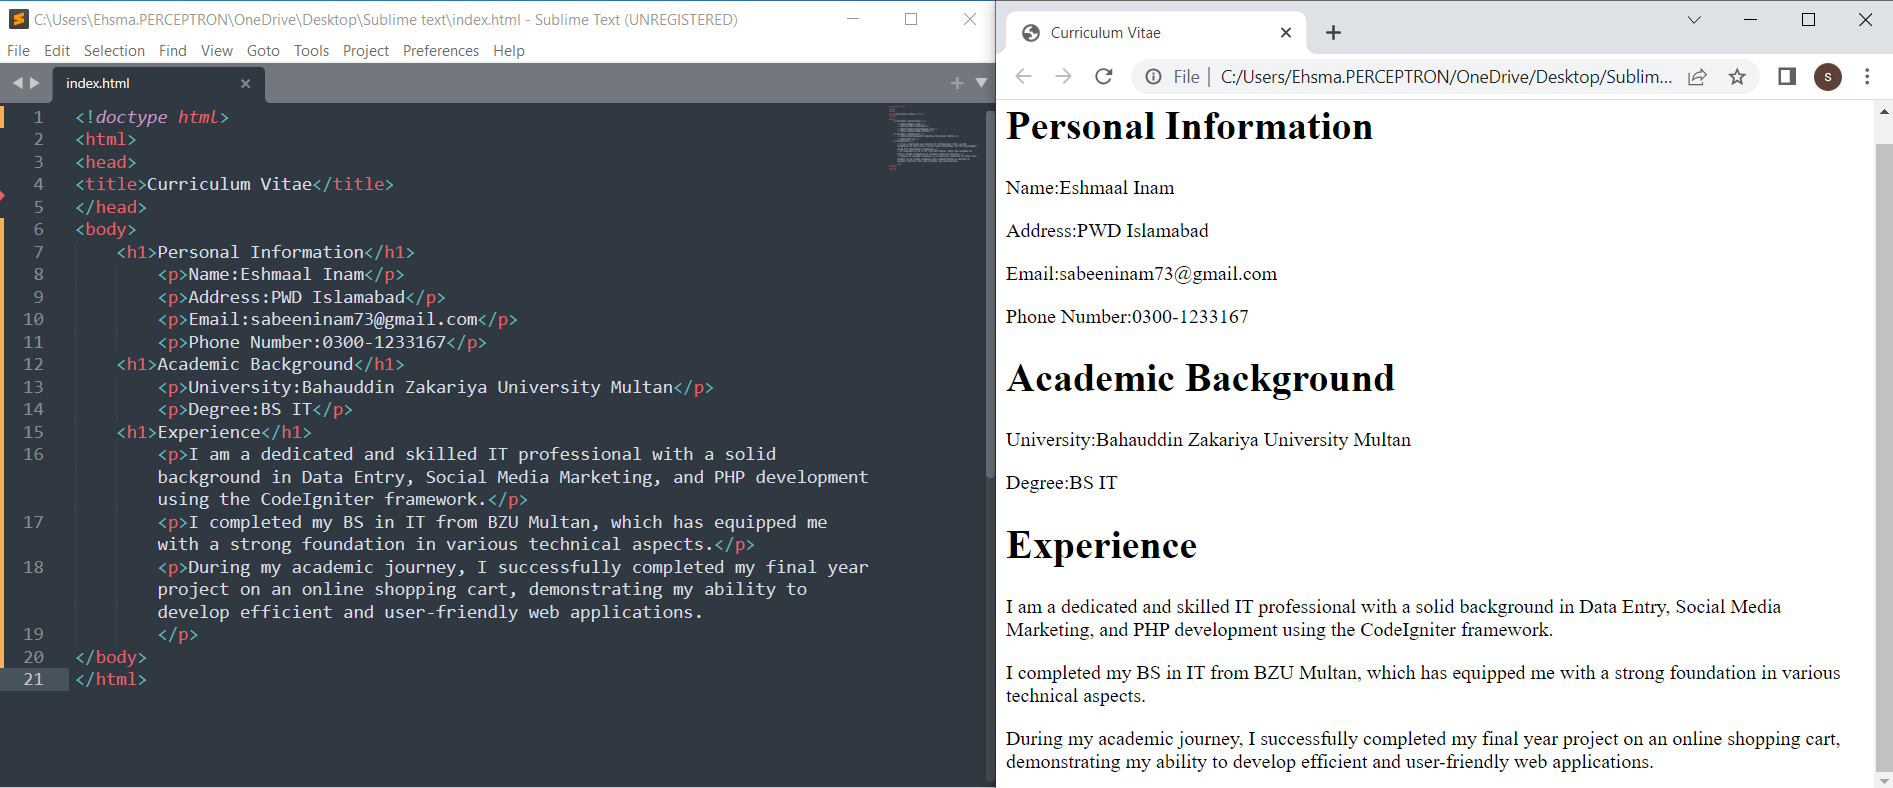 C:\Users\Ehsma.PERCEPTRON\OneDrive\Desktop\Sublime text\index.html - Sublime Text (UNREGISTERED)
File Edit Selection Find View Goto Tools Project Preferences Help
index.html
1 <!doctype html>
2 <html>
3 <head>
4 <title>Curriculum Vitae</title>
5 </head>
6 <body>
7 <h1>Personal Information</h1>
8 <p>Name:Eshmaal Inam</p>
9 <p>Address:PWD Islamabad</p>
10 <p>Email:sabeeninam73@gmail.com</p>
11 <p>Phone Number:0300-1233167</p>
12 <h1>Academic Background</h1>
13 <p>University:Bahauddin Zakariya University Multan</p>
14 <p>Degree:BS IT</p>
15 <h1>Experience</h1>
16 <p>I am a dedicated and skilled IT professional with a solid
background in Data Entry, Social Media Marketing, and PHP development
using the CodeIgniter framework.</p>
17 <p>I completed my BS in IT from BZU Multan, which has equipped me
with a strong foundation in various technical aspects.</p>
18 <p>During my academic journey, I successfully completed my final year
project on an online shopping cart, demonstrating my ability to
develop efficient and user-friendly web applications.
19 </p>
20 </body>
21 </html>
Curriculum Vitae
File C:/Users/Ehsma.PERCEPTRON/OneDrive/Desktop/Sublim...
s
Personal Information
Name:Eshmaal Inam
Address:PWD Islamabad
Email:sabeeninam73@gmail.com
Phone Number:0300-1233167
Academic Background
University:Bahauddin Zakariya University Multan
Degree:BS IT
Experience
I am a dedicated and skilled IT professional with a solid background in Data Entry, Social Media
Marketing, and PHP development using the CodeIgniter framework.
I completed my BS in IT from BZU Multan, which has equipped me with a strong foundation in various
technical aspects.
During my academic journey, I successfully completed my final year project on an online shopping cart,
demonstrating my ability to develop efficient and user-friendly web applications.